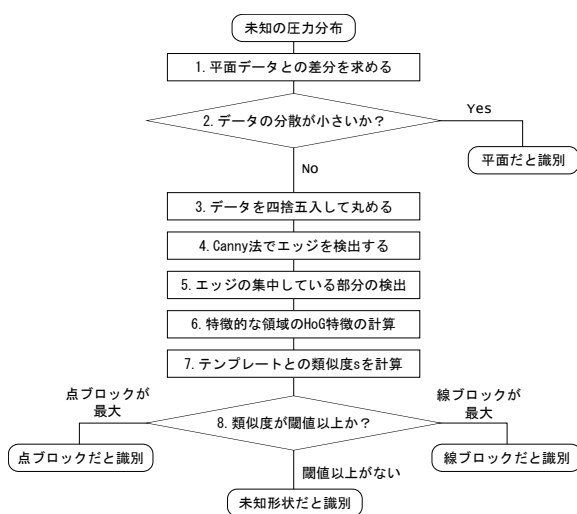 未知の圧力分布
1.平面データとの差分を求める
2.データの分散が小さいか？
Yes
平面だと識別
No
3.データを四捨五入して丸める
4.Canny法でエッジを検出する
5.エッジの集中している部分の検出
6.特徴的な領域のHoG特徴の計算
7.テンプレートとの類似度sを計算
点ブロックが
最大
8.類似度が閾値以上か？
線ブロックが
最大
点ブロックだと識別
閾値以上がない
線ブロックだと識別
未知形状だと識別